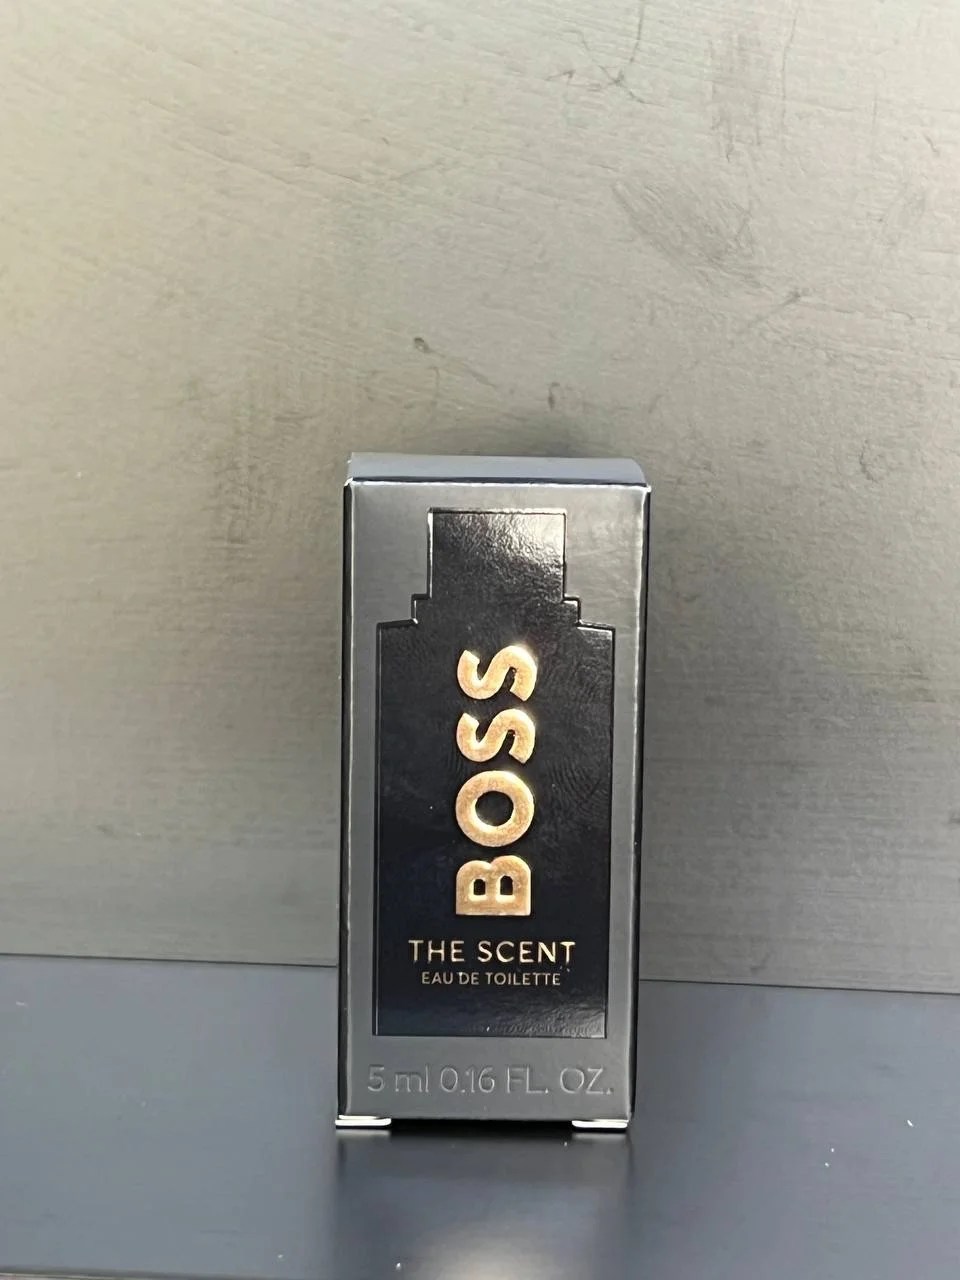 BOSS
THE SCENT
EAU DE TOILETTE
5 ml 0.16 FL. OZ.